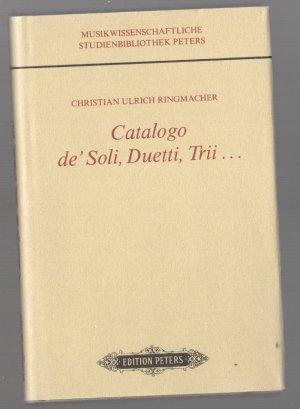 MUSIKWISSENSCHAFTLICHE
STUDIENBIBLIOTHEK PETERS
CHRISTIAN ULRICH RINGMACHER
Catalogo
de' Soli, Duetti, Trii ...
EDITION PETERS